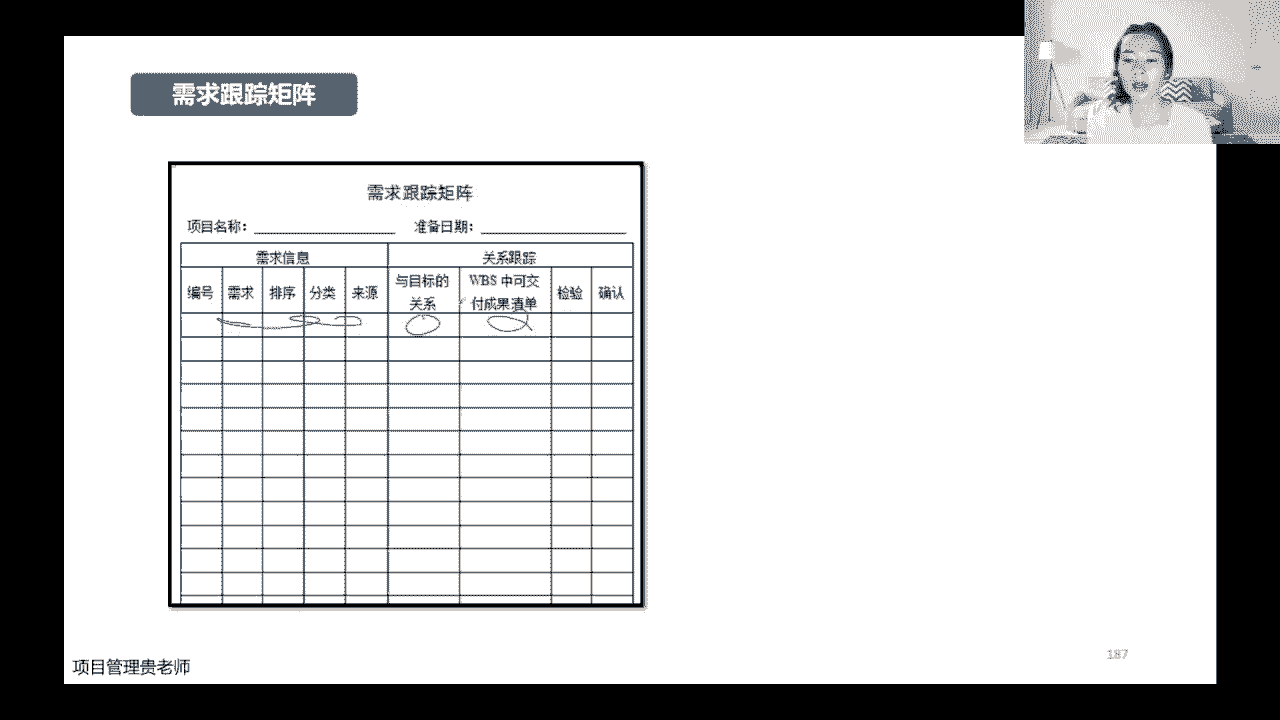 需求跟踪矩阵
需求跟踪矩阵
项目名称： 准备日期：
需求信息 关系跟踪
编号 需求 排序 分类 来源 与目标的关系 WBS 中可交付成果清单 检验 确认
项目管理贵老师
187